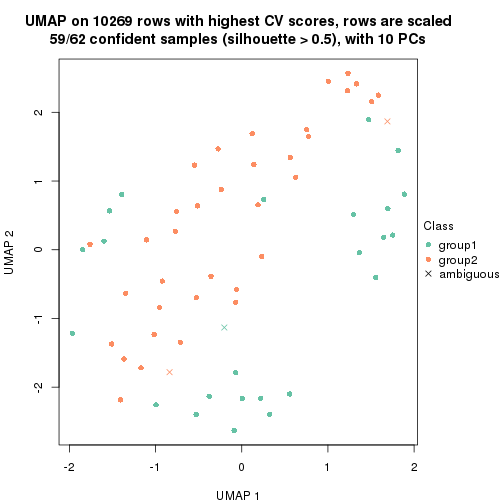 UMAP on 10269 rows with highest CV scores, rows are scaled
59/62 confident samples (silhouette > 0.5), with 10 PCs
2
1
0
-1
-2
UMAP 2
-2
-1
0
1
2
UMAP 1
Class
group1
group2
ambiguous